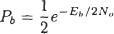 P_b = \frac{1}{2} e^{-E_b/2N_o}